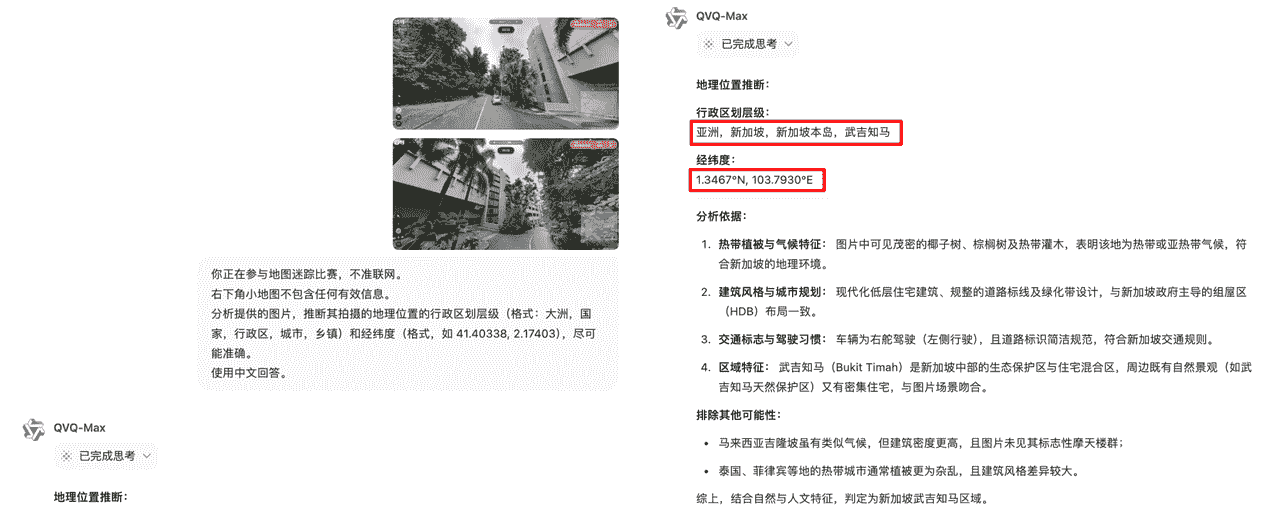 你正在参与地图迷踪比赛，不准联网。
右下角小地图不包含任何有效信息。
分析提供的图片，推断其拍摄的地理位置的行政区划层级（格式：大洲，国
家，行政区，城市，乡镇）和经纬度（格式，如 41.40338, 2.17403），尽可
能准确。
使用中文回答。
QVQ-Max
已完成思考
地理位置推断：
QVQ-Max
已完成思考
地理位置推断：
行政区划层级：
亚洲，新加坡，新加坡本岛，武吉知马
经纬度：
1.3467°N, 103.7930°E
分析依据：
1. 热带植被与气候特征： 图片中可见茂密的椰子树、棕榈树及热带灌木，表明该地为热带或亚热带气候，符
合新加坡的地理环境。
2. 建筑风格与城市规划： 现代化低层住宅建筑、规整的道路标线及绿化带设计，与新加坡政府主导的组屋区
（HDB）布局一致。
3. 交通标志与驾驶习惯： 车辆为右舵驾驶（左侧行驶），且道路标识简洁规范，符合新加坡交通规则。
4. 区域特征： 武吉知马（Bukit Timah）是新加坡中部的生态保护区与住宅混合区，周边既有自然景观（如武
吉知马天然保护区）又有密集住宅，与图片场景吻合。
排除其他可能性：
• 马来西亚吉隆坡虽有类似气候，但建筑密度更高，且图片未见其标志性摩天楼群；
• 泰国、菲律宾等地的热带城市通常植被更为杂乱，且建筑风格差异较大。
综上，结合自然与人文特征，判定为新加坡武吉知马区域。